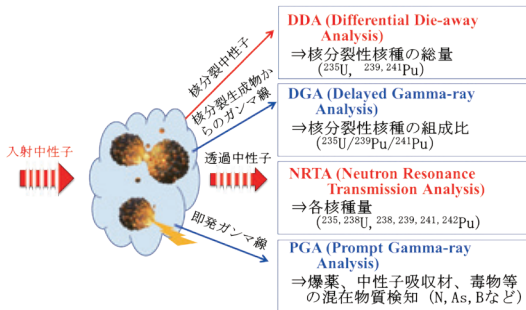 入射中性子
核分裂中性子
核分裂生成物か
らのガンマ線
透過中性子
即発ガンマ線
DDA (Differential Die-away
Analysis)
⇒核分裂性核種の総量
(²³⁵U, ²³⁹,²⁴¹Pu)
DGA (Delayed Gamma-ray
Analysis)
⇒核分裂性核種の組成比
(²³⁵U/²³⁹Pu/²⁴¹Pu)
NRTA (Neutron Resonance
Transmission Analysis)
⇒各核種量
(²³⁵,²³⁸U, ²³⁸,²³⁹,²⁴¹,²⁴²Pu)
PGA (Prompt Gamma-ray
Analysis)
⇒爆薬、中性子吸収材、毒物等
の混在物質検知（N,As,Bなど）